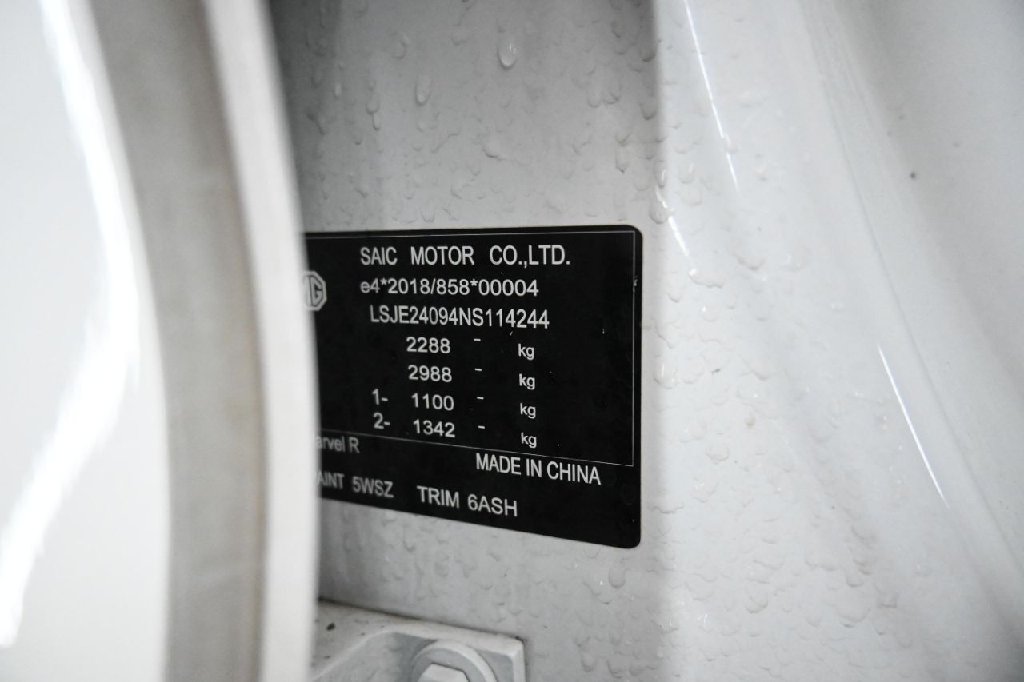 SAIC MOTOR CO.,LTD.
e4*2018/858*00004
LSJE24094NS114244
2288 - kg
2988 - kg
1- 1100 - kg
2- 1342 - kg
arvel R
MADE IN CHINA
AINT 5WSZ TRIM 6ASH